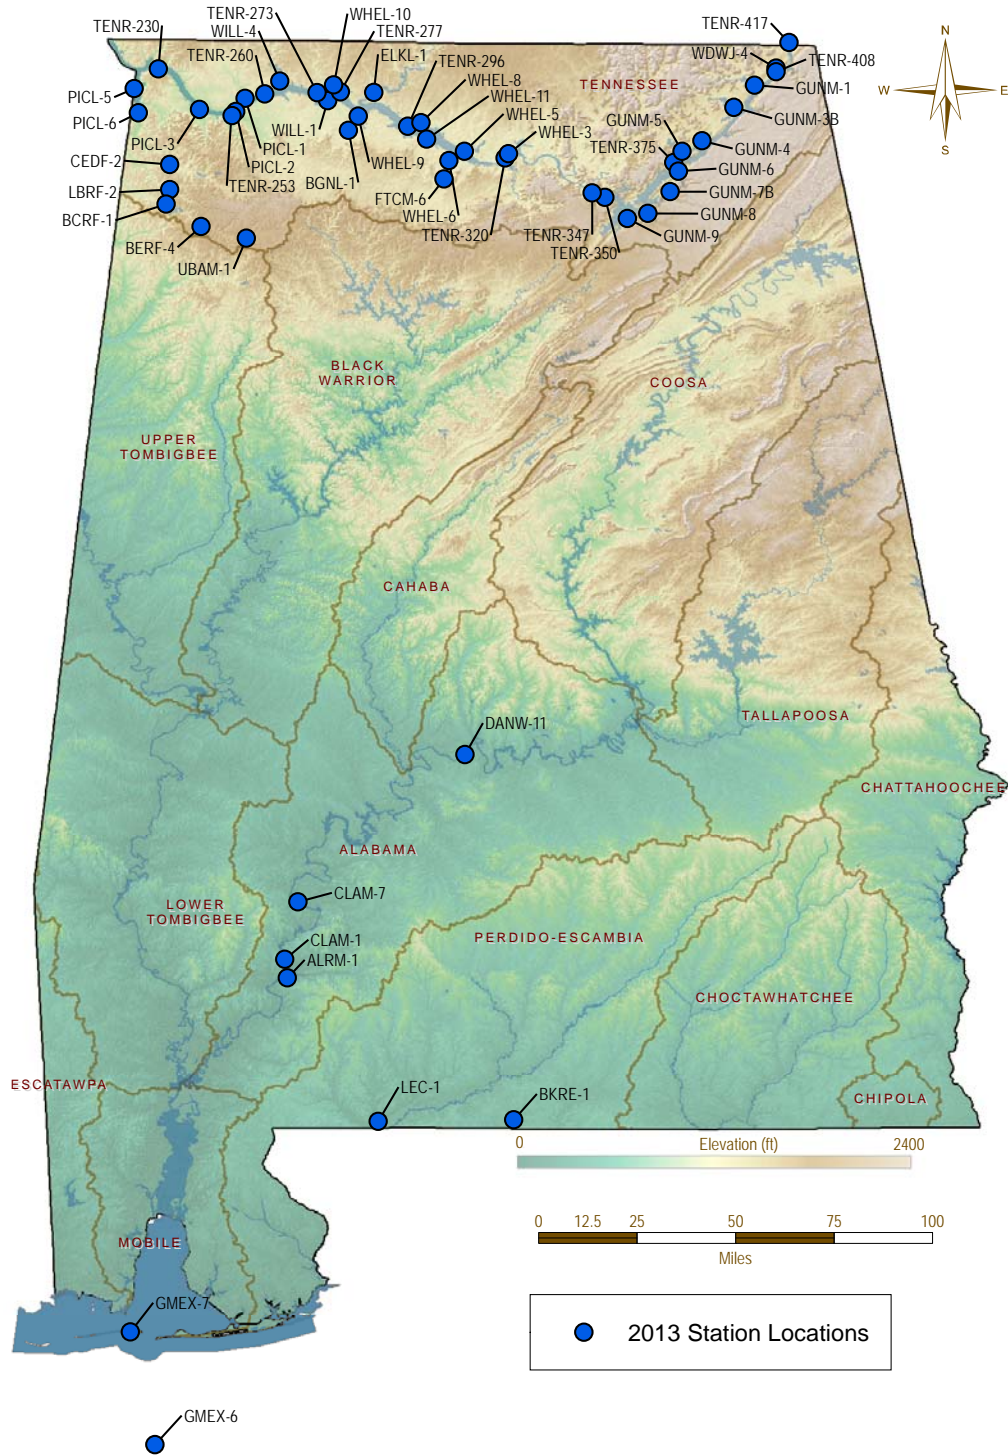 TENR-230
TENR-273
WILL-4
TENR-260
WHEL-10
TENR-277
ELKL-1
TENR-296
WHEL-8
WHEL-11
WHEL-5
WHEL-3
TENR-417
WDWJ-4
TENR-408
GUNM-1
GUNM-3B
N
W
E
S
TENNESSEE
GUNM-5
TENR-375
GUNM-4
GUNM-6
GUNM-7B
GUNM-8
GUNM-9
PICL-5
PICL-6
PICL-3
CEDF-2
LBRF-2
BCRF-1
BERF-4
UBAM-1
WILL-1
PICL-1
PICL-2
TENR-253
BGNL-1
WHEL-9
FTCM-6
WHEL-6
TENR-320
TENR-347
TENR-350
BLACK
WARRIOR
COOSA
UPPER
TOMBIGBEE
CAHABA
DANW-11
TALLAPOOSA
CHATTAHOOCHEE
ALABAMA
CLAM-7
LOWER
TOMBIGBEE
PERDIDO-ESCAMBIA
CLAM-1
ALRM-1
CHOCTAWHATCHEE
ESCATAWPA
LEC-1
BKRE-1
CHIPOLA
0 Elevation (ft) 2400
0 12.5 25 50 75 100
Miles
MOBILE
GMEX-7
2013 Station Locations
GMEX-6